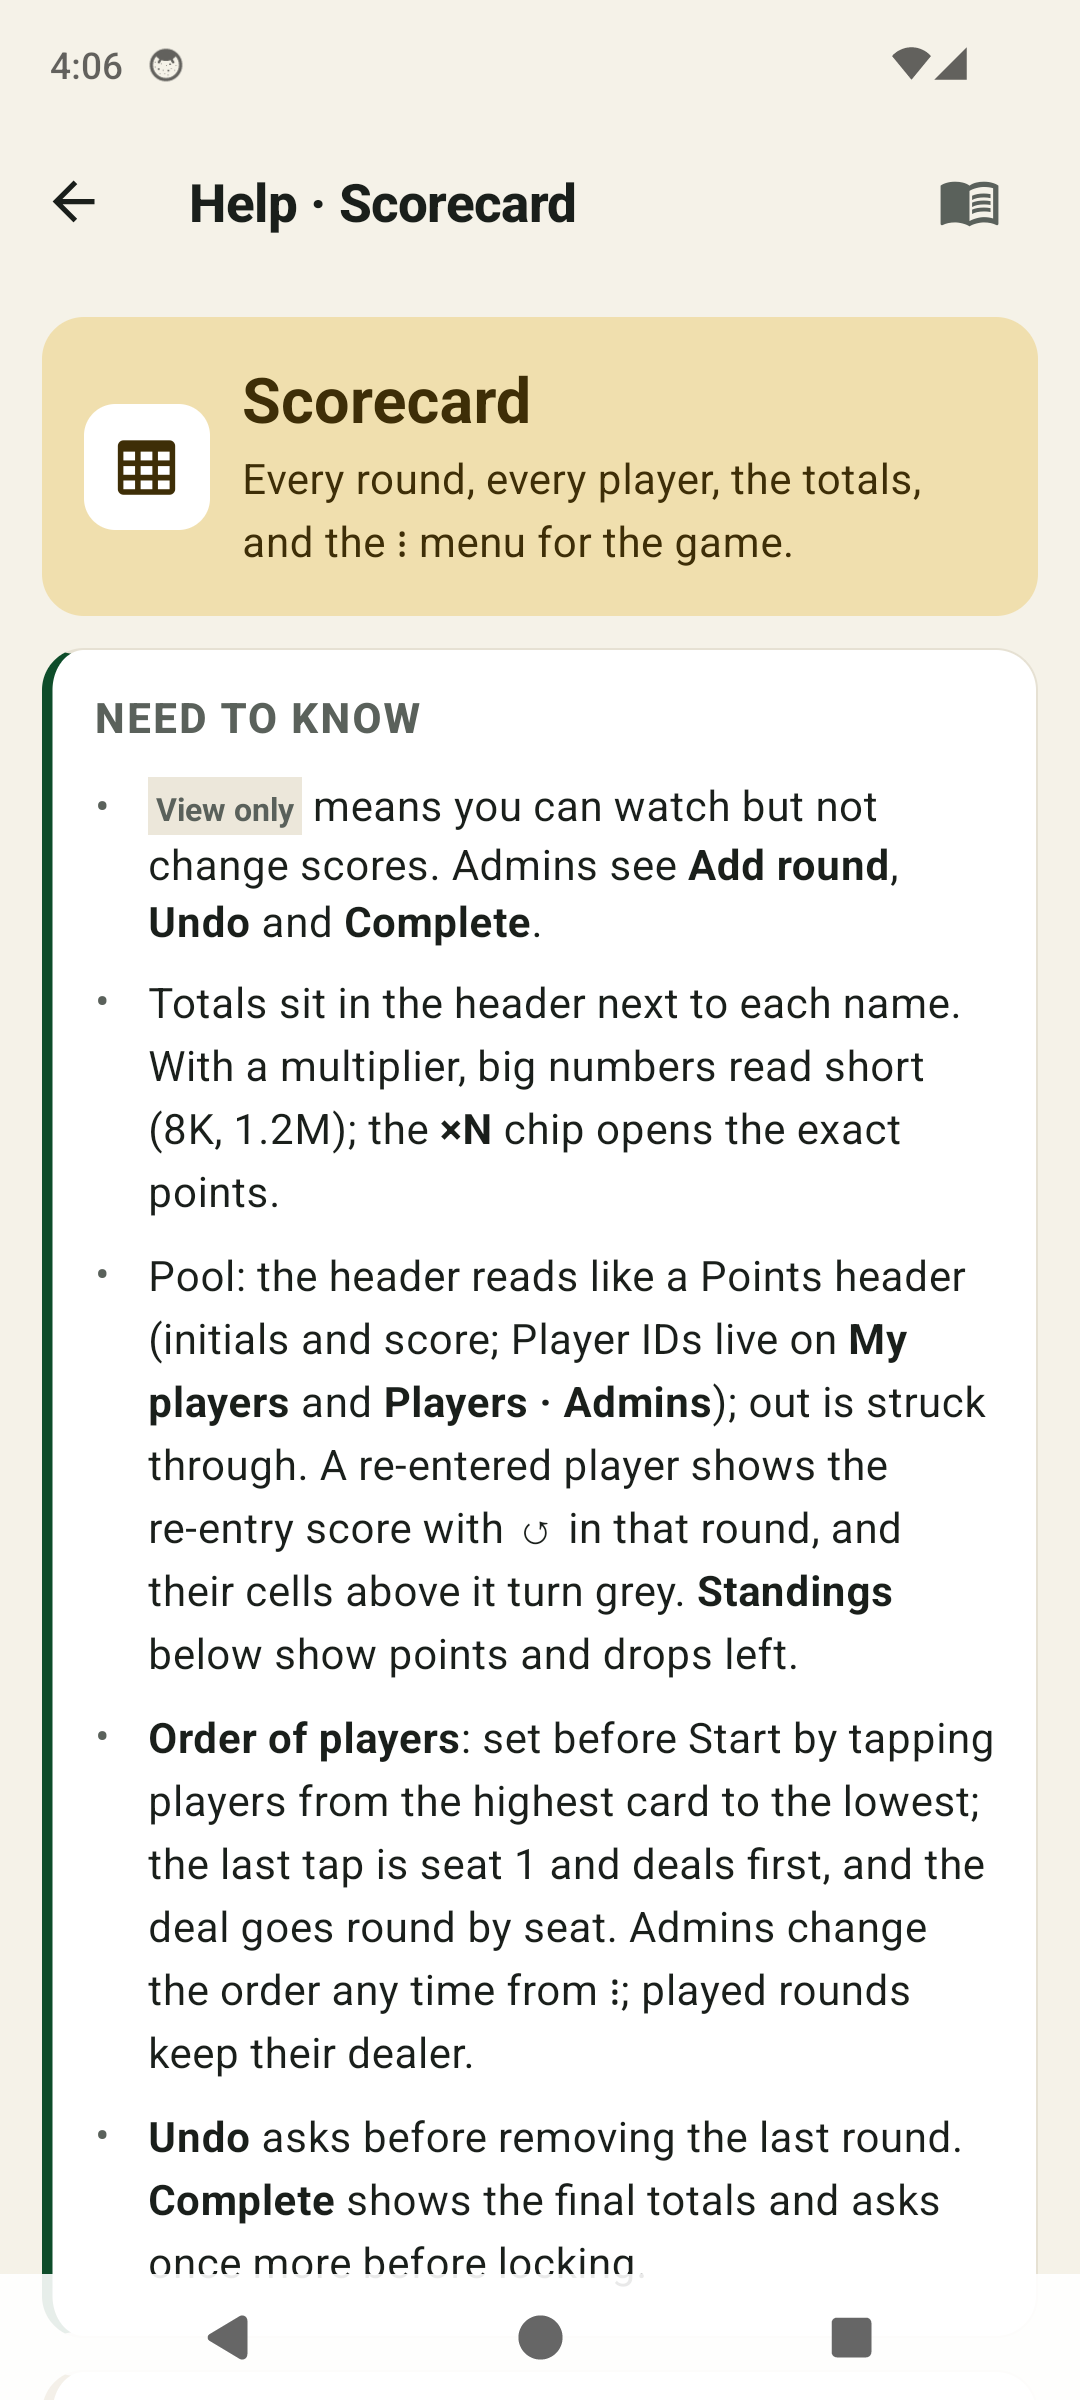 4:06
Help · Scorecard
Scorecard
Every round, every player, the totals,
and the ⋮ menu for the game.
NEED TO KNOW
• View only means you can watch but not
change scores. Admins see Add round,
Undo and Complete.
• Totals sit in the header next to each name.
With a multiplier, big numbers read short
(8K, 1.2M); the ×N chip opens the exact
points.
• Pool: the header reads like a Points header
(initials and score; Player IDs live on My
players and Players · Admins); out is struck
through. A re-entered player shows the
re-entry score with ↺ in that round, and
their cells above it turn grey. Standings
below show points and drops left.
• Order of players: set before Start by tapping
players from the highest card to the lowest;
the last tap is seat 1 and deals first, and the
deal goes round by seat. Admins change
the order any time from ⋮; played rounds
keep their dealer.
• Undo asks before removing the last round.
Complete shows the final totals and asks
once more before locking.